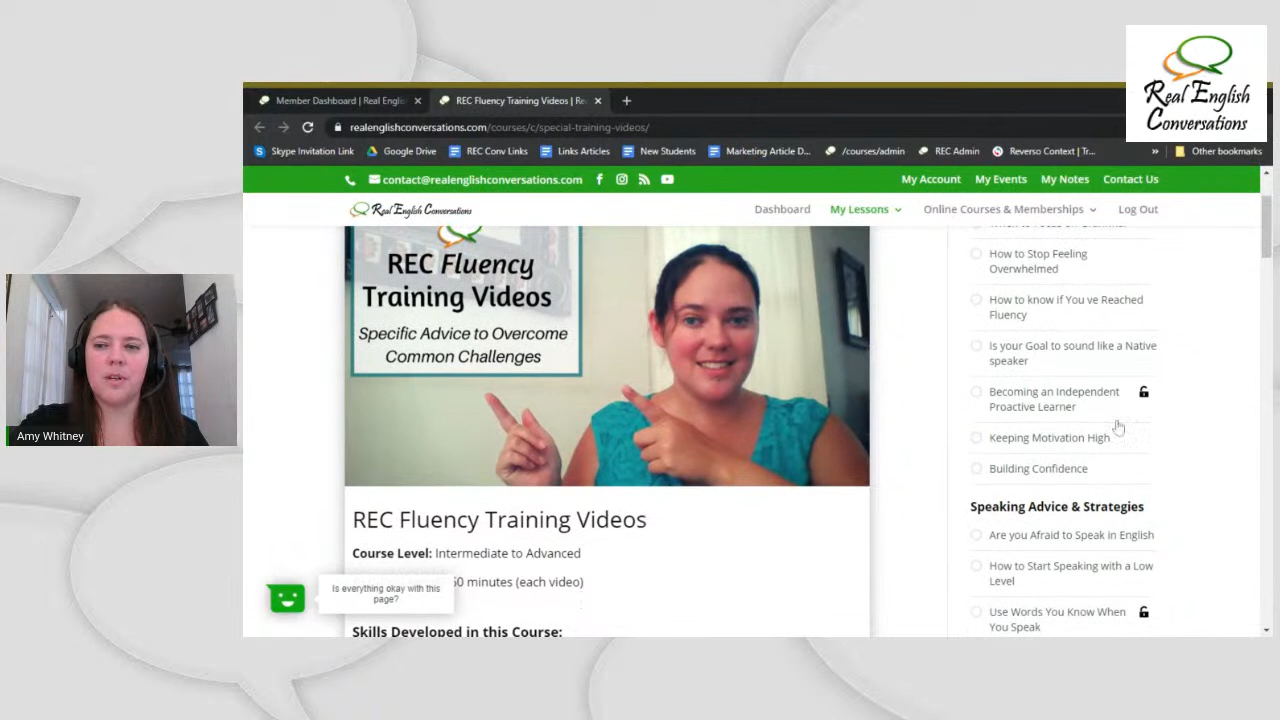 Real English
Conversations
Member Dashboard | Real Englis
REC Fluency Training Videos | Re
realenglishconversations.com/courses/c/special-training-videos/
Skype Invitation Link
Google Drive
REC Conv Links
Links Articles
New Students
Marketing Article D...
/courses/admin
REC Admin
Reverso Context | Tr...
»
Other bookmarks
contact@realenglishconversations.com
My Account
My Events
My Notes
Contact Us
Real English Conversations
Dashboard
My Lessons
Online Courses & Memberships
Log Out
REC Fluency
Training Videos
Specific Advice to Overcome
Common Challenges
How to Stop Feeling
Overwhelmed
How to know if You ve Reached
Fluency
Is your Goal to sound like a Native
speaker
Becoming an Independent
Proactive Learner
Keeping Motivation High
Building Confidence
Speaking Advice & Strategies
Are you Afraid to Speak in English
How to Start Speaking with a Low
Level
Use Words You Know When
You Speak
Amy Whitney
REC Fluency Training Videos
Course Level: Intermediate to Advanced
60 minutes (each video)
Is everything okay with this
page?
Skills Developed in this Course: